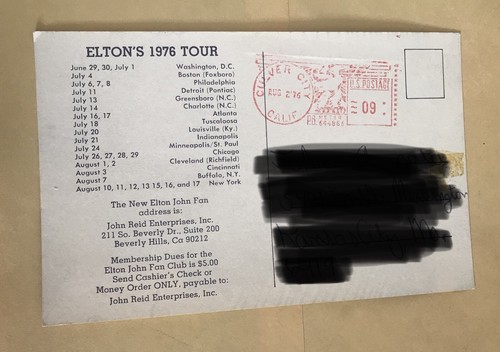 ELTON'S 1976 TOUR
June 29, 30, July 1 Washington, D.C.
July 4 Boston (Foxboro)
July 6, 7, 8 Philadelphia
July 11 Detroit (Pontiac)
July 13 Greensboro (N.C.)
July 14 Charlotte (N.C.)
July 16, 17 Atlanta
July 18 Tuscaloosa
July 20 Louisville (Ky.)
July 21 Indianapolis
July 24 Minneapolis/St. Paul
July 26, 27, 28, 29 Chicago
August 1, 2 Cleveland (Richfield)
August 3 Cincinnati
August 7 Buffalo, N.Y.
August 10, 11, 12, 13 15, 16, and 17 New York
The New Elton John Fan
address is:
John Reid Enterprises, Inc.
211 So. Beverly Dr., Suite 200
Beverly Hills, Ca 90212
Membership Dues for the
Elton John Fan Club is $5.00
Send Cashier's Check or
Money Order ONLY, payable to:
John Reid Enterprises, Inc.
CULVER CITY
AUG 2'76
CALIF
U.S. POSTAGE
09